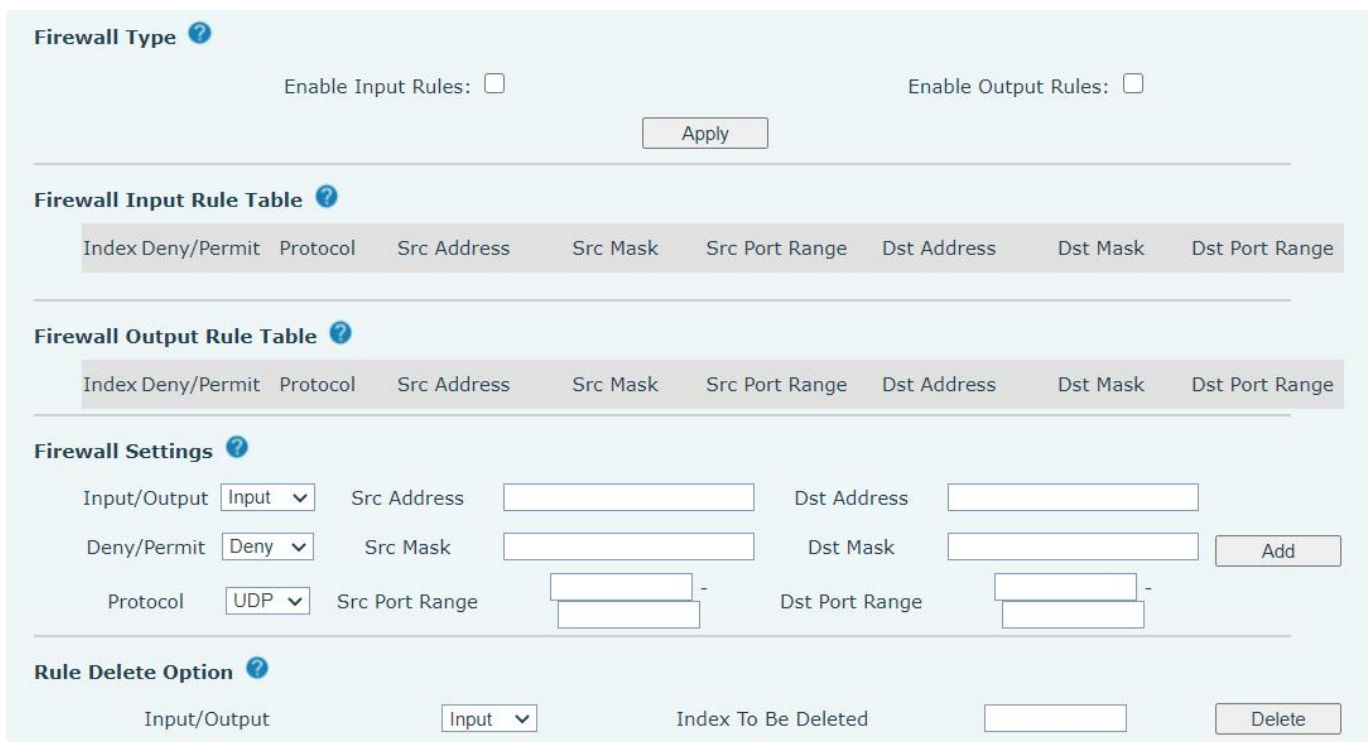 Firewall Type ?
Enable Input Rules: Enable Output Rules:
Apply
Firewall Input Rule Table ?
Index Deny/Permit Protocol Src Address Src Mask Src Port Range Dst Address Dst Mask Dst Port Range
Firewall Output Rule Table ?
Index Deny/Permit Protocol Src Address Src Mask Src Port Range Dst Address Dst Mask Dst Port Range
Firewall Settings ?
Input/Output Input Src Address Dst Address
Deny/Permit Deny Src Mask Dst Mask Add
Protocol UDP Src Port Range - Dst Port Range -
Rule Delete Option ?
Input/Output Input Index To Be Deleted Delete